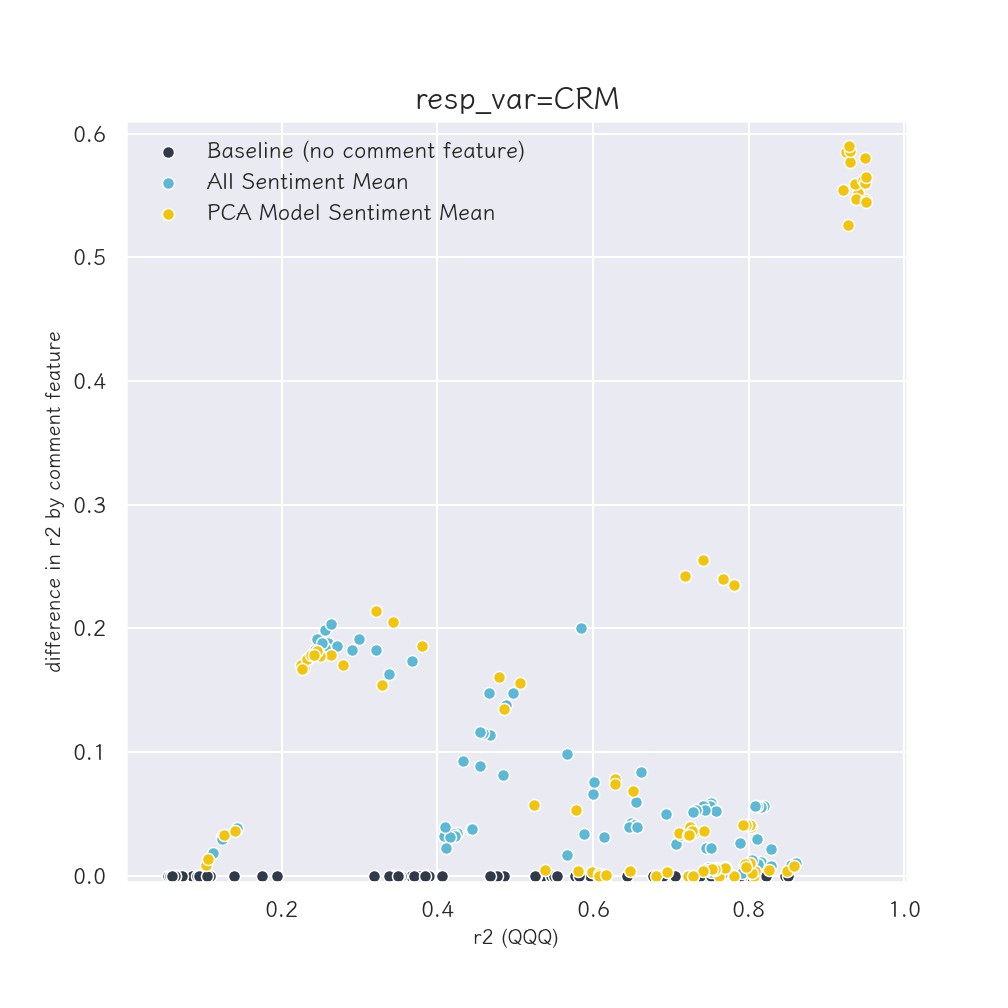 resp_var=CRM
0.6
Baseline (no comment feature)
All Sentiment Mean
PCA Model Sentiment Mean
0.5
0.4
difference in r2 by comment feature
0.3
0.2
0.1
0.0
0.2 0.4 0.6 0.8 1.0
r2 (QQQ)